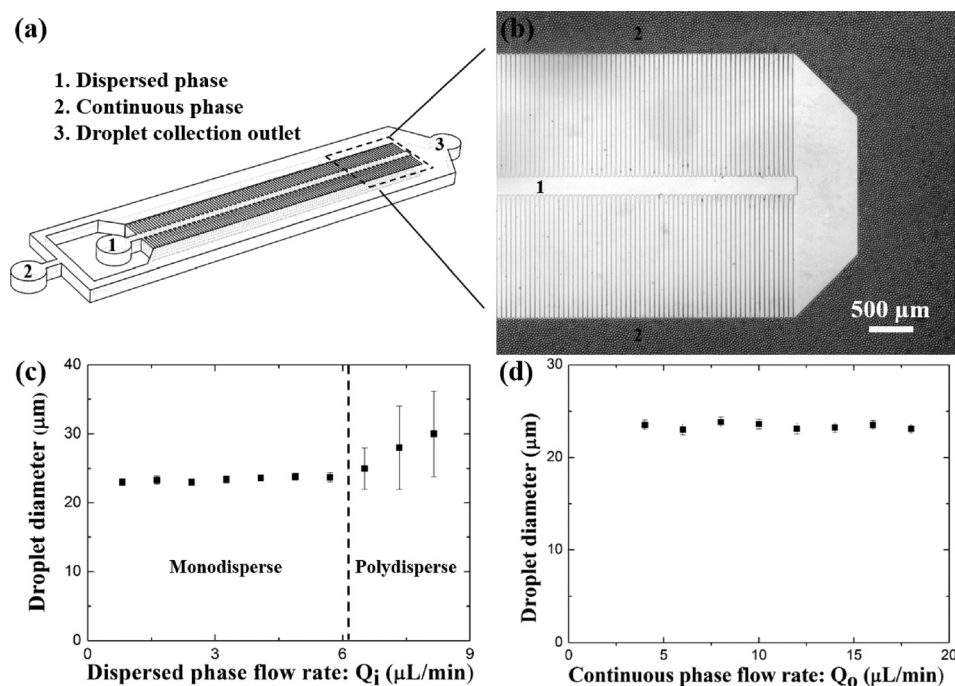 (a)
1. Dispersed phase
2. Continuous phase
3. Droplet collection outlet
1
2
3
(b)
2
1
2
500 µm
(c)
Droplet diameter (µm)
40
30
20
10
0
Monodisperse
Polydisperse
0 3 6 9
Dispersed phase flow rate: Qi (µL/min)
(d)
Droplet diameter (µm)
30
20
10
0
0 5 10 15 20
Continuous phase flow rate: Qo (µL/min)